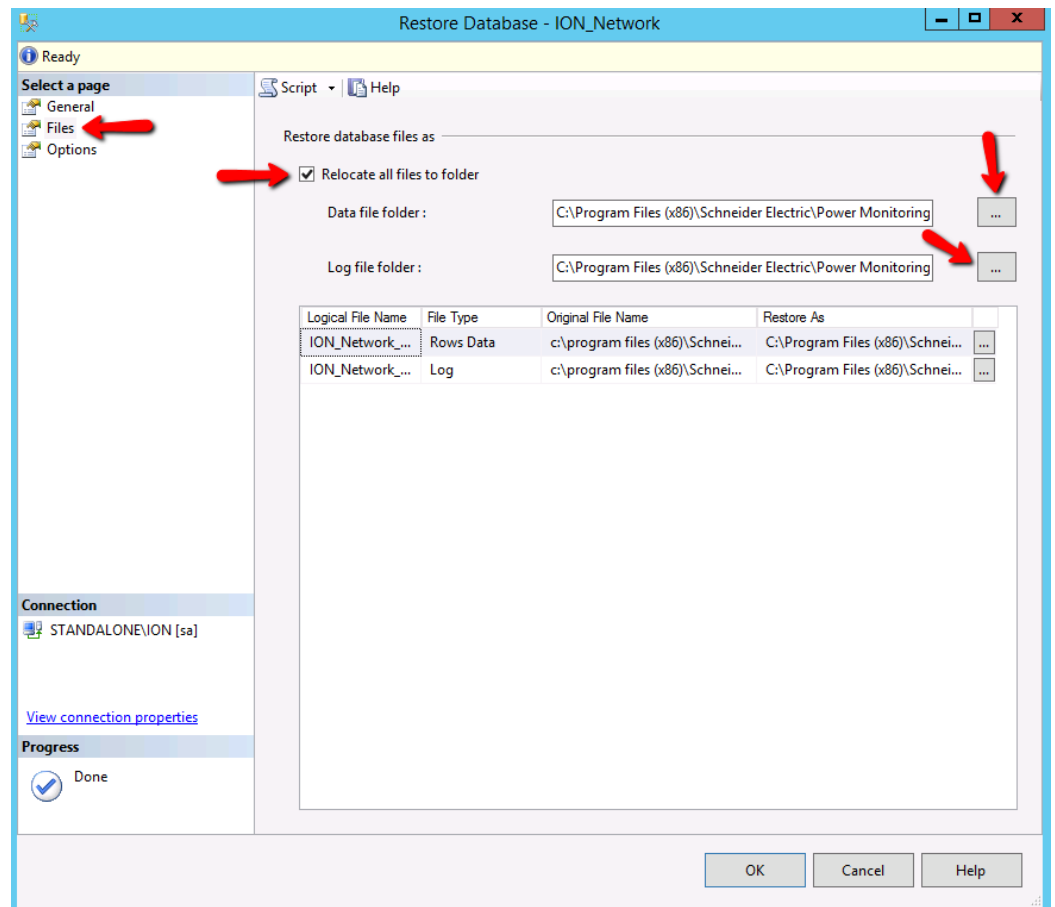 Restore Database - ION_Network
Ready
Select a page
General
Files
Options
Script
Help
Restore database files as
Relocate all files to folder
Data file folder :
C:\Program Files (x86)\Schneider Electric\Power Monitoring
...
Log file folder :
C:\Program Files (x86)\Schneider Electric\Power Monitoring
...
Logical File Name File Type Original File Name Restore As
ION_Network_... Rows Data c:\program files (x86)\Schnei... C:\Program Files (x86)\Schnei... ...
ION_Network_... Log c:\program files (x86)\Schnei... C:\Program Files (x86)\Schnei... ...
Connection
STANDALONE\ION [sa]
View connection properties
Progress
Done
OK Cancel Help